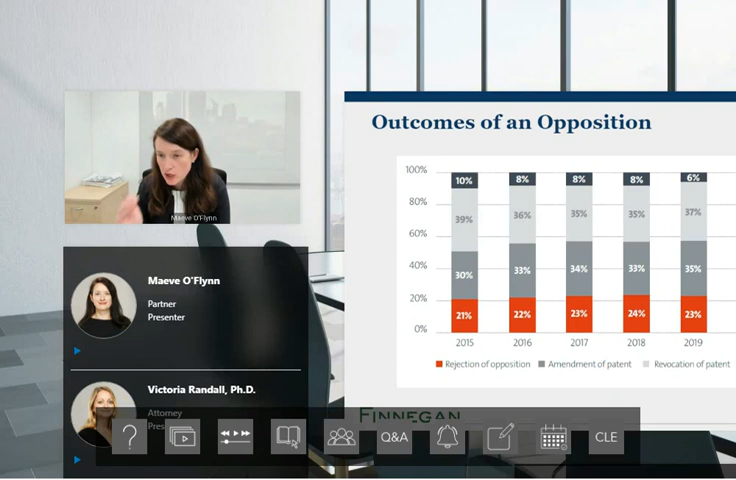 Outcomes of an Opposition
Maeve O'Flynn
100%
80%
60%
40%
20%
0%
10% 8% 8% 8% 6%
39% 36% 35% 35% 37%
30% 33% 34% 33% 35%
21% 22% 23% 24% 23%
2015 2016 2017 2018 2019
Rejection of opposition Amendment of patent Revocation of patent
Maeve O'Flynn
Partner
Presenter
Victoria Randall, Ph.D.
Attorney
Pres
FINNEGAN
? Q&A CLE